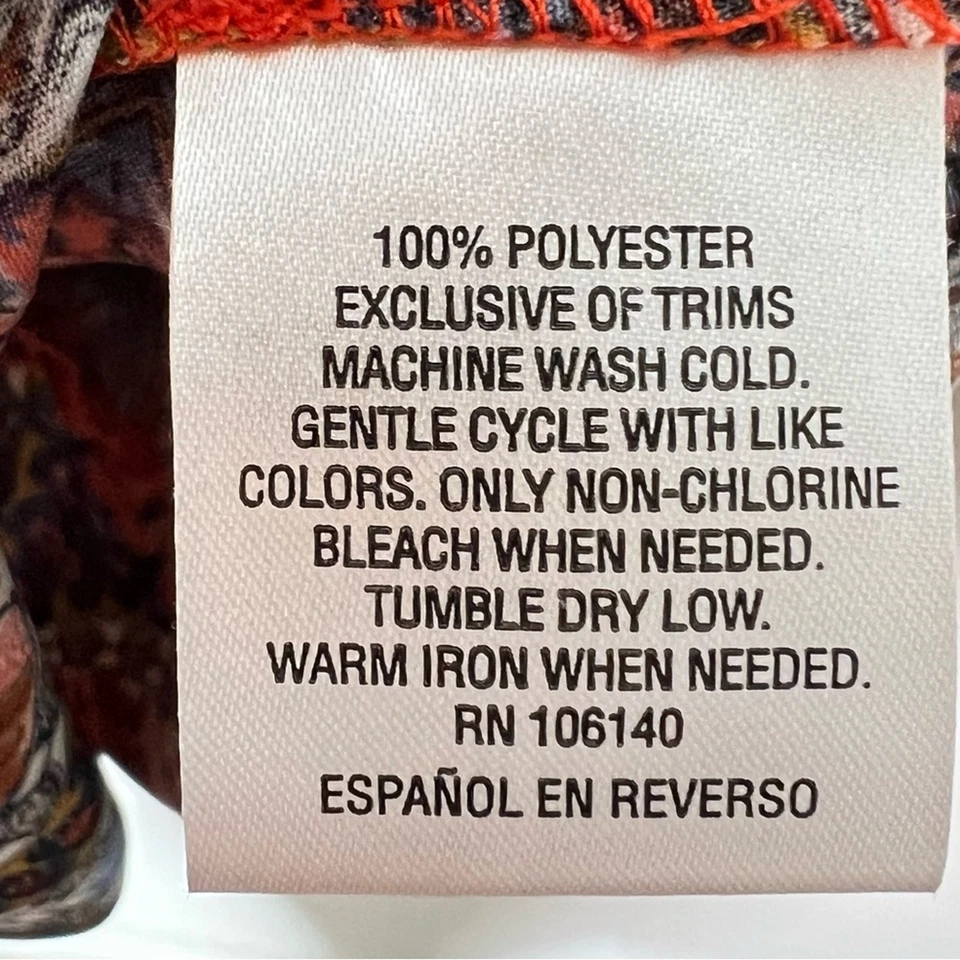 100% POLYESTER
EXCLUSIVE OF TRIMS
MACHINE WASH COLD.
GENTLE CYCLE WITH LIKE
COLORS. ONLY NON-CHLORINE
BLEACH WHEN NEEDED.
TUMBLE DRY LOW.
WARM IRON WHEN NEEDED.
RN 106140
ESPAÑOL EN REVERSO